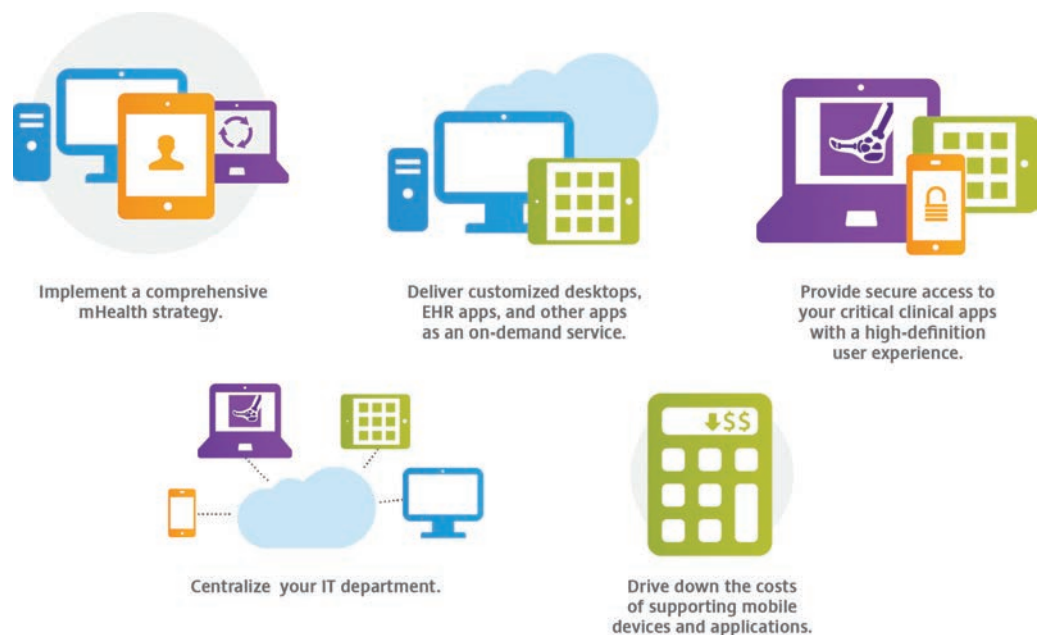 Implement a comprehensive
mHealth strategy.
Deliver customized desktops,
EHR apps, and other apps
as an on-demand service.
Provide secure access to
your critical clinical apps
with a high-definition
user experience.
$$
Centralize your IT department.
Drive down the costs
of supporting mobile
devices and applications.